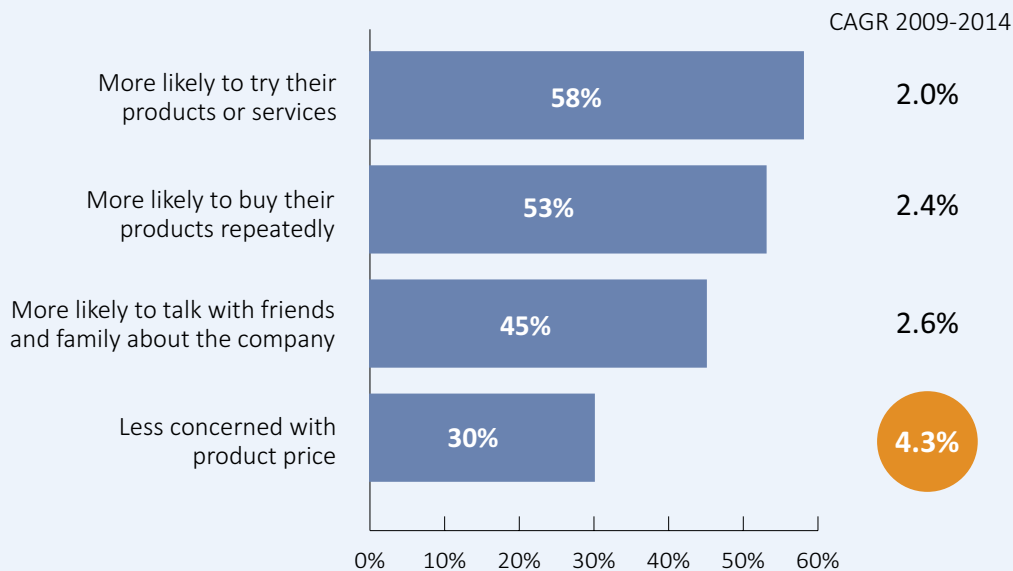 CAGR 2009-2014
More likely to try their
products or services
58%
2.0%
More likely to buy their
products repeatedly
53%
2.4%
More likely to talk with friends
and family about the company
45%
2.6%
Less concerned with
product price
30%
4.3%
0%
10%
20%
30%
40%
50%
60%